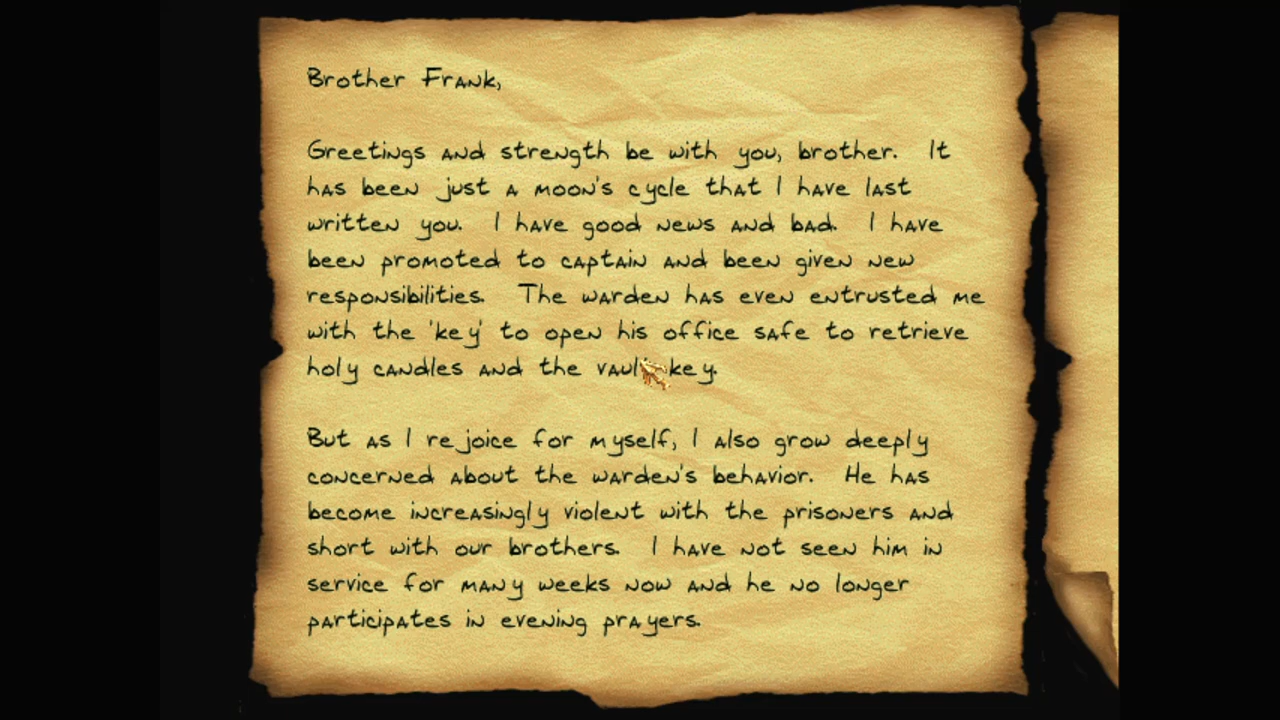 Brother Frank,
Greetings and strength be with you, brother. It
has been just a moon's cycle that I have last
written you. I have good news and bad. I have
been promoted to captain and been given new
responsibilities. The warden has even entrusted me
with the 'key' to open his office safe to retrieve
holy candles and the vault key.
But as I rejoice for myself, I also grow deeply
concerned about the warden's behavior. He has
become increasingly violent with the prisoners and
short with our brothers. I have not seen him in
service for many weeks now and he no longer
participates in evening prayers.